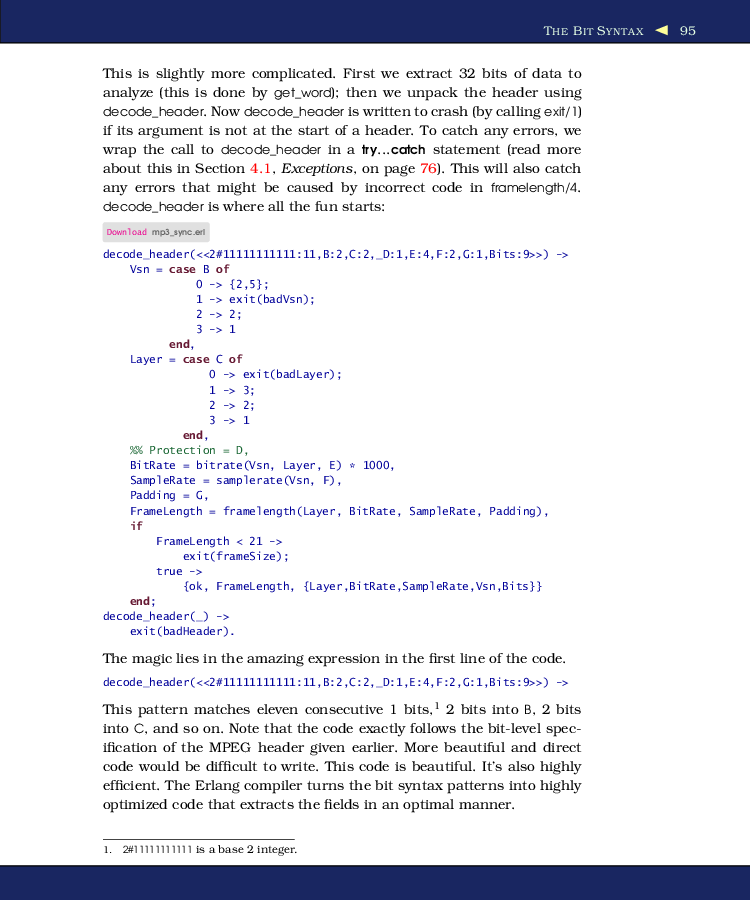 THE BIT SYNTAX ◄ 95
This is slightly more complicated. First we extract 32 bits of data to
analyze (this is done by get_word); then we unpack the header using
decode_header. Now decode_header is written to crash (by calling exit/1)
if its argument is not at the start of a header. To catch any errors, we
wrap the call to decode_header in a try...catch statement (read more
about this in Section 4.1, Exceptions, on page 76). This will also catch
any errors that might be caused by incorrect code in framelength/4.
decode_header is where all the fun starts:
Download mp3_sync.erl
decode_header(<<2#11111111111:11,B:2,C:2,_D:1,E:4,F:2,G:1,Bits:9>>) ->
    Vsn = case B of
              0 -> {2,5};
              1 -> exit(badVsn);
              2 -> 2;
              3 -> 1
          end,
    Layer = case C of
                0 -> exit(badLayer);
                1 -> 3;
                2 -> 2;
                3 -> 1
            end,
    %% Protection = D,
    BitRate = bitrate(Vsn, Layer, E) * 1000,
    SampleRate = samplerate(Vsn, F),
    Padding = G,
    FrameLength = framelength(Layer, BitRate, SampleRate, Padding),
    if
        FrameLength < 21 ->
            exit(frameSize);
        true ->
            {ok, FrameLength, {Layer,BitRate,SampleRate,Vsn,Bits}}
    end;
decode_header(_) ->
    exit(badHeader).
The magic lies in the amazing expression in the first line of the code.
decode_header(<<2#11111111111:11,B:2,C:2,_D:1,E:4,F:2,G:1,Bits:9>>) ->
This pattern matches eleven consecutive 1 bits,1 2 bits into B, 2 bits
into C, and so on. Note that the code exactly follows the bit-level spec-
ification of the MPEG header given earlier. More beautiful and direct
code would be difficult to write. This code is beautiful. It's also highly
efficient. The Erlang compiler turns the bit syntax patterns into highly
optimized code that extracts the fields in an optimal manner.
1. 2#11111111111 is a base 2 integer.